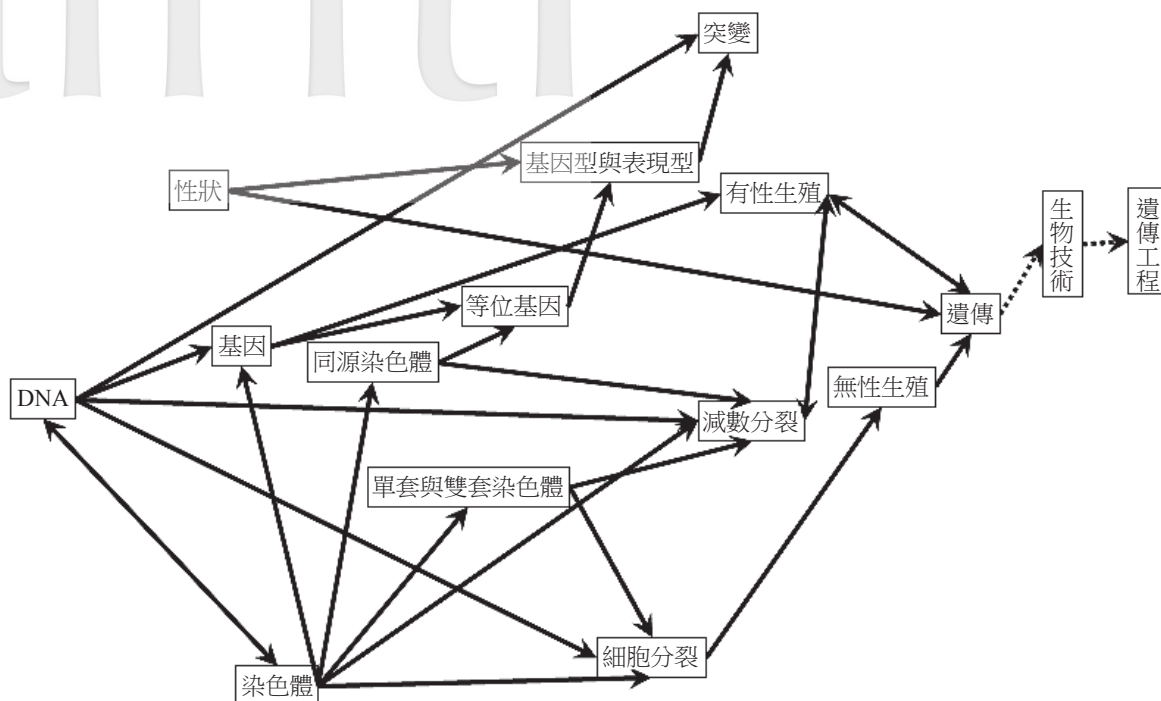 突變
基因型與表現型
性狀
有性生殖
生物技術
遺傳工程
等位基因
遺傳
基因
同源染色體
DNA
無性生殖
減數分裂
單套與雙套染色體
細胞分裂
染色體